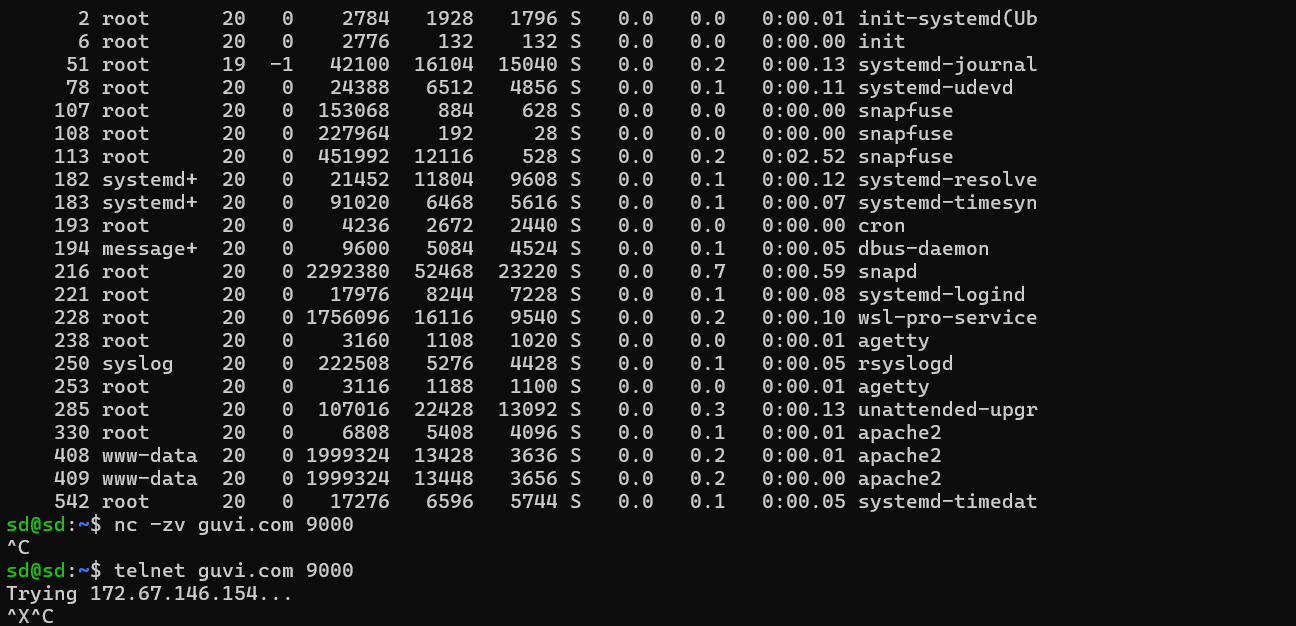 2 root 20 0 2784 1928 1796 S 0.0 0.0 0:00.01 init-systemd(Ub
6 root 20 0 2776 132 132 S 0.0 0.0 0:00.00 init
51 root 19 -1 42100 16104 15040 S 0.0 0.2 0:00.13 systemd-journal
78 root 20 0 24388 6512 4856 S 0.0 0.1 0:00.11 systemd-udevd
107 root 20 0 153068 884 628 S 0.0 0.0 0:00.00 snapfuse
108 root 20 0 227964 192 28 S 0.0 0.0 0:00.00 snapfuse
113 root 20 0 451992 12116 528 S 0.0 0.2 0:02.52 snapfuse
182 systemd+ 20 0 21452 11804 9608 S 0.0 0.1 0:00.12 systemd-resolve
183 systemd+ 20 0 91020 6468 5616 S 0.0 0.1 0:00.07 systemd-timesyn
193 root 20 0 4236 2672 2440 S 0.0 0.0 0:00.00 cron
194 message+ 20 0 9600 5084 4524 S 0.0 0.1 0:00.05 dbus-daemon
216 root 20 0 2292380 52468 23220 S 0.0 0.7 0:00.59 snapd
221 root 20 0 17976 8244 7228 S 0.0 0.1 0:00.08 systemd-logind
228 root 20 0 1756096 16116 9540 S 0.0 0.2 0:00.10 wsl-pro-service
238 root 20 0 3160 1108 1020 S 0.0 0.0 0:00.01 agetty
250 syslog 20 0 222508 5276 4428 S 0.0 0.1 0:00.05 rsyslogd
253 root 20 0 3116 1188 1100 S 0.0 0.0 0:00.01 agetty
285 root 20 0 107016 22428 13092 S 0.0 0.3 0:00.13 unattended-upgr
330 root 20 0 6808 5408 4096 S 0.0 0.1 0:00.01 apache2
408 www-data 20 0 1999324 13428 3636 S 0.0 0.2 0:00.01 apache2
409 www-data 20 0 1999324 13448 3656 S 0.0 0.2 0:00.00 apache2
542 root 20 0 17276 6596 5744 S 0.0 0.1 0:00.05 systemd-timedat
sd@sd:~$ nc -zv guvi.com 9000
^C
sd@sd:~$ telnet guvi.com 9000
Trying 172.67.146.154...
^X^C